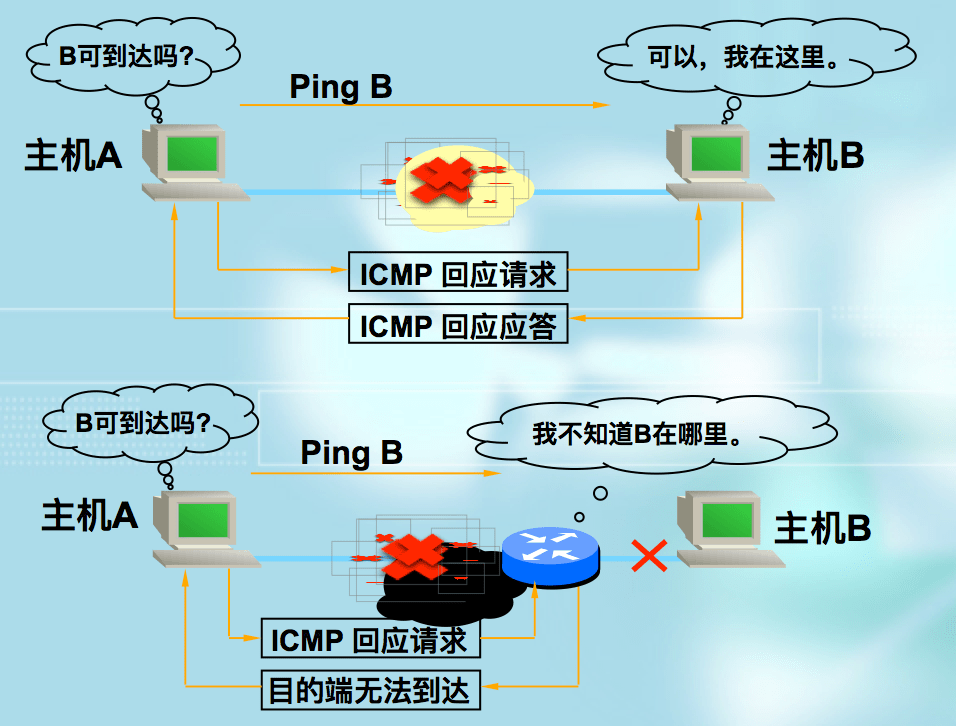 B可到达吗?
可以，我在这里。
Ping B
主机A
主机B
ICMP 回应请求
ICMP 回应应答
B可到达吗?
我不知道B在哪里。
Ping B
主机A
主机B
ICMP 回应请求
目的端无法到达